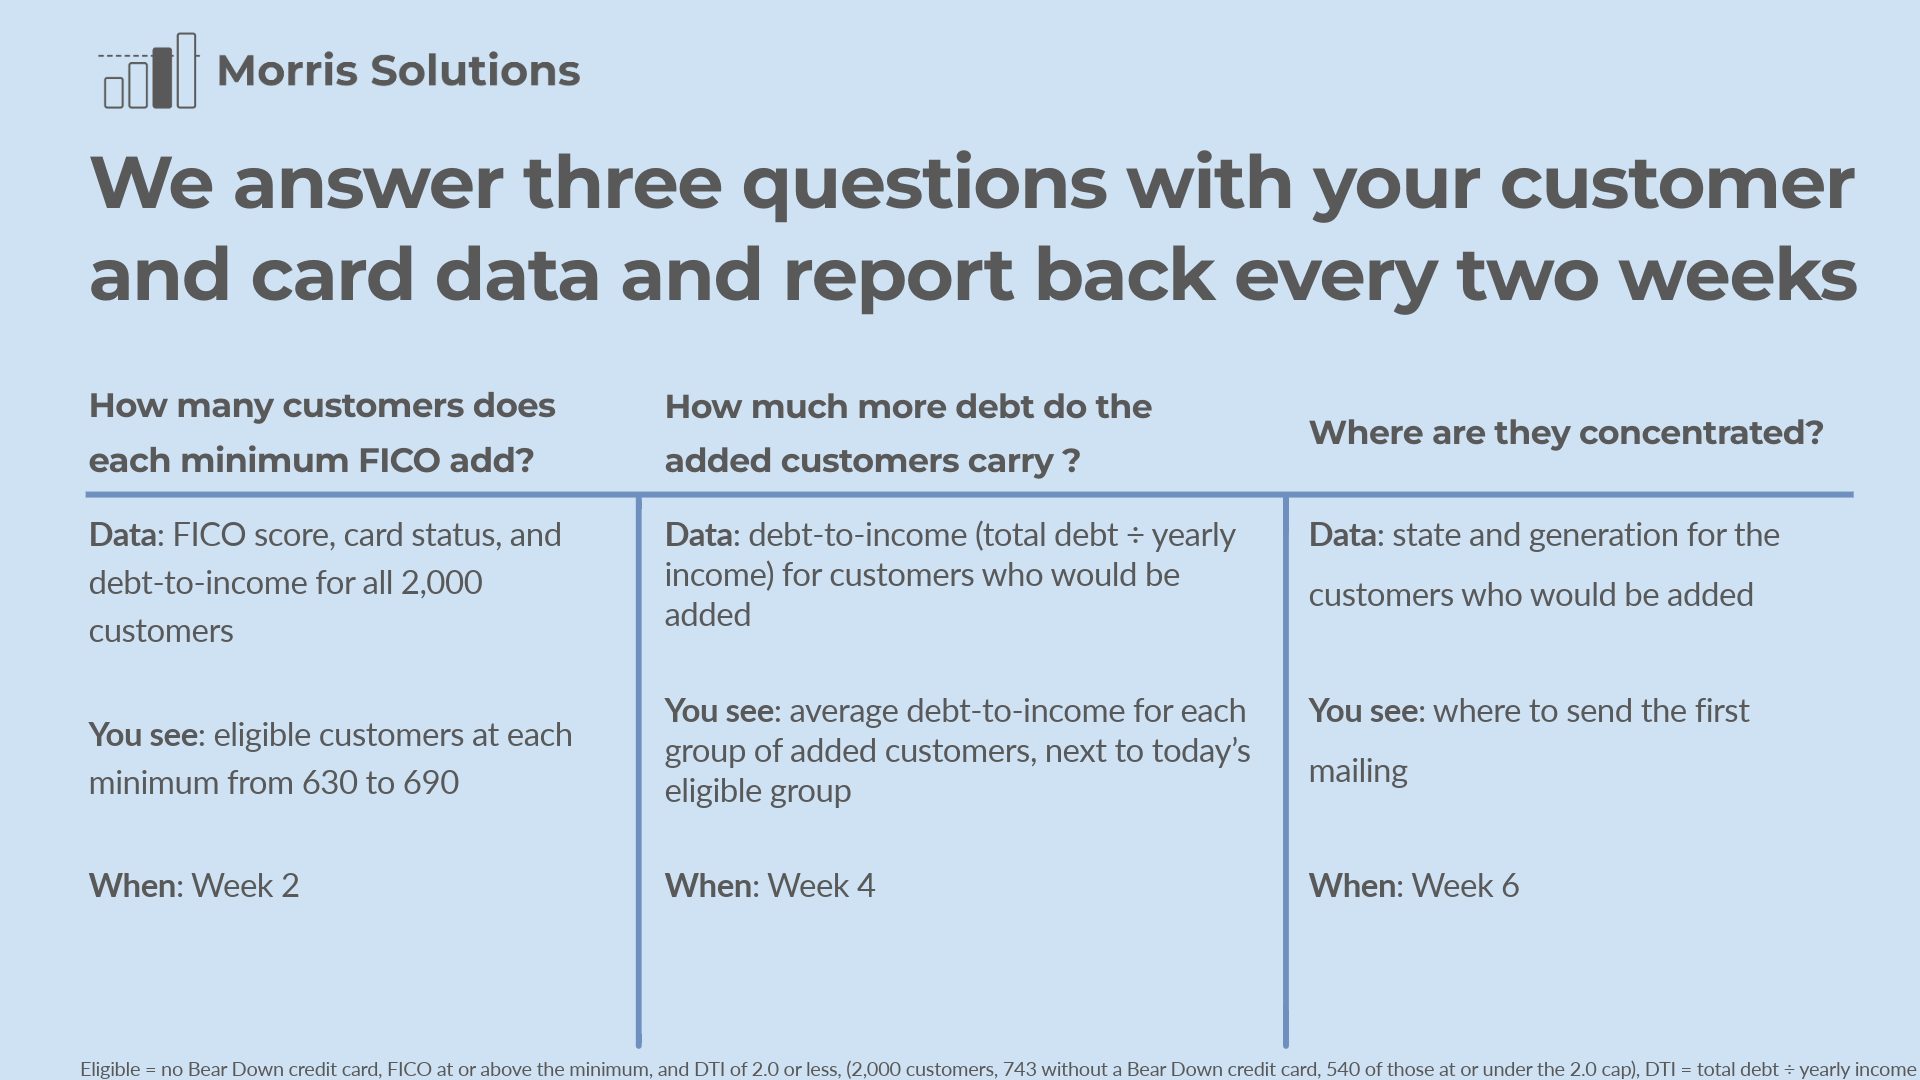 Morris Solutions
We answer three questions with your customer
and card data and report back every two weeks
How many customers does
each minimum FICO add?
How much more debt do the
added customers carry ?
Where are they concentrated?
Data: FICO score, card status, and
debt-to-income for all 2,000
customers
You see: eligible customers at each
minimum from 630 to 690
When: Week 2
Data: debt-to-income (total debt ÷ yearly
income) for customers who would be
added
You see: average debt-to-income for each
group of added customers, next to today’s
eligible group
When: Week 4
Data: state and generation for the
customers who would be added
You see: where to send the first
mailing
When: Week 6
Eligible = no Bear Down credit card, FICO at or above the minimum, and DTI of 2.0 or less, (2,000 customers, 743 without a Bear Down credit card, 540 of those at or under the 2.0 cap), DTI = total debt ÷ yearly income